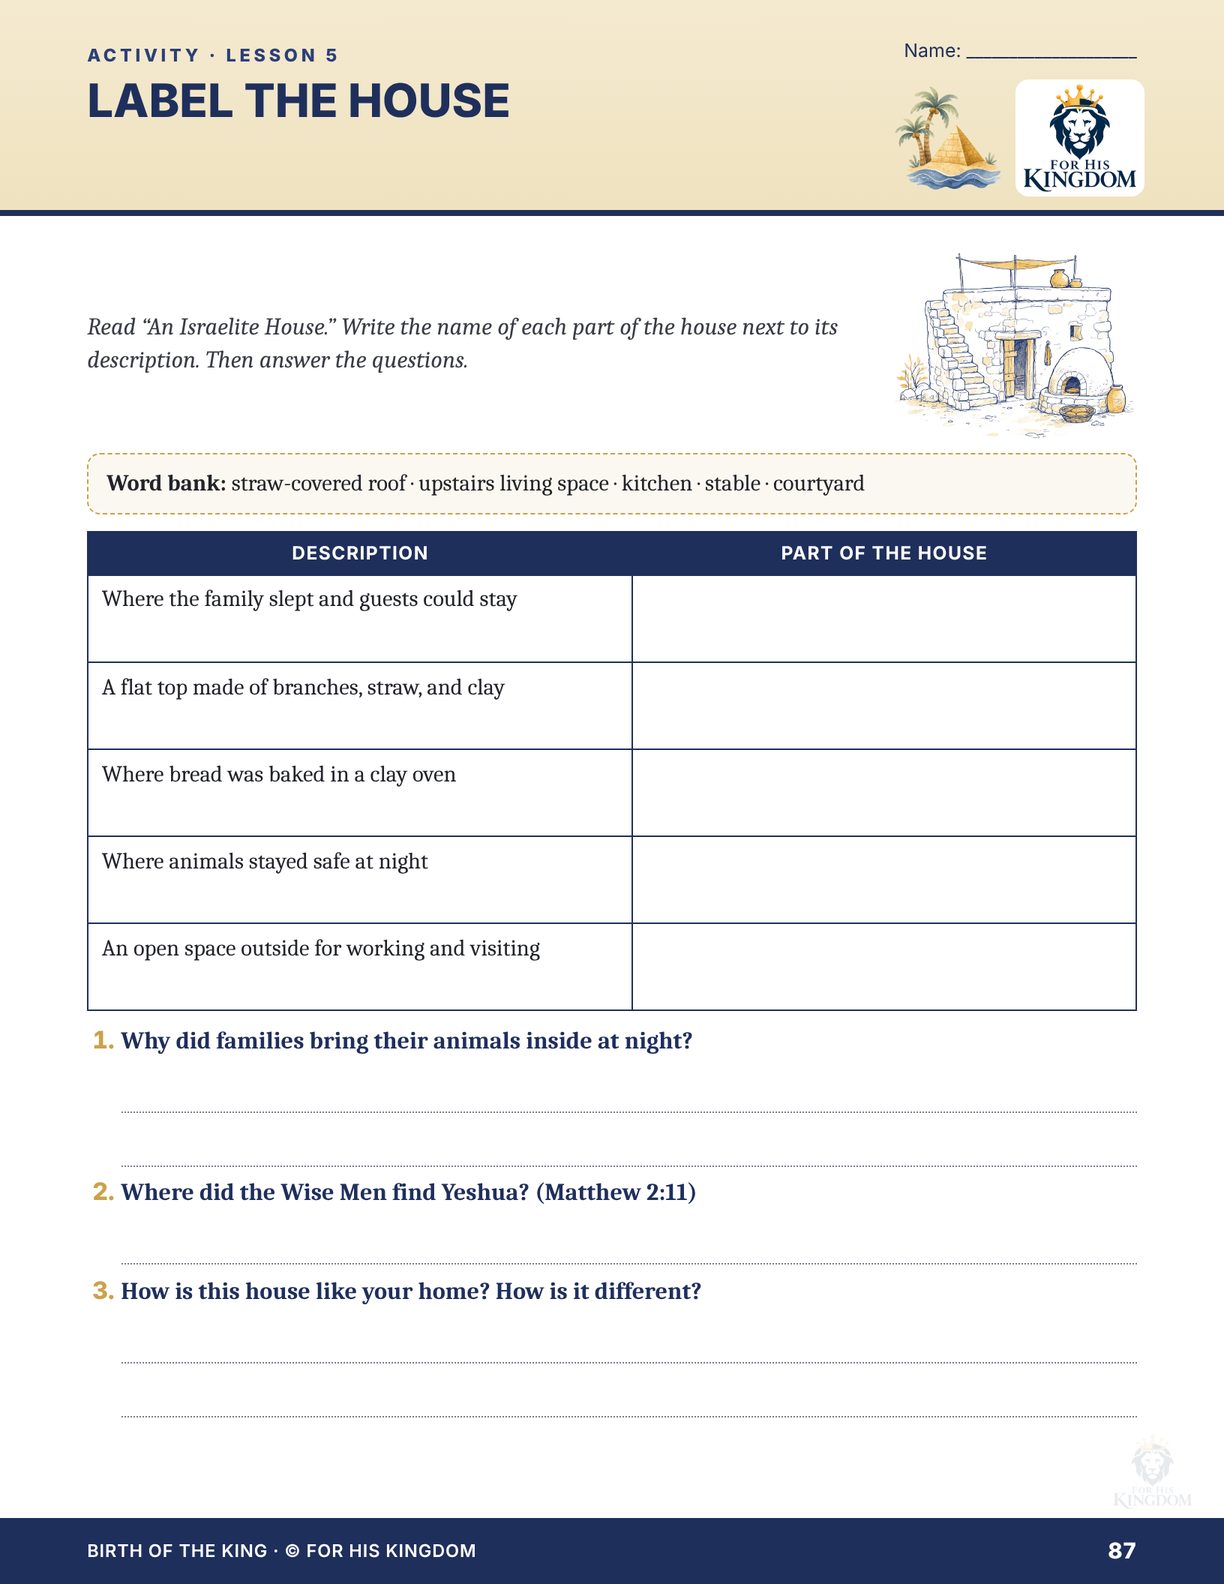 ACTIVITY · LESSON 5
LABEL THE HOUSE
Name: ____________________
FOR HIS
KINGDOM
Read “An Israelite House.” Write the name of each part of the house next to its
description. Then answer the questions.
Word bank: straw-covered roof · upstairs living space · kitchen · stable · courtyard
DESCRIPTION PART OF THE HOUSE
Where the family slept and guests could stay
A flat top made of branches, straw, and clay
Where bread was baked in a clay oven
Where animals stayed safe at night
An open space outside for working and visiting
1. Why did families bring their animals inside at night?
2. Where did the Wise Men find Yeshua? (Matthew 2:11)
3. How is this house like your home? How is it different?
FOR HIS
KINGDOM
BIRTH OF THE KING · © FOR HIS KINGDOM 87